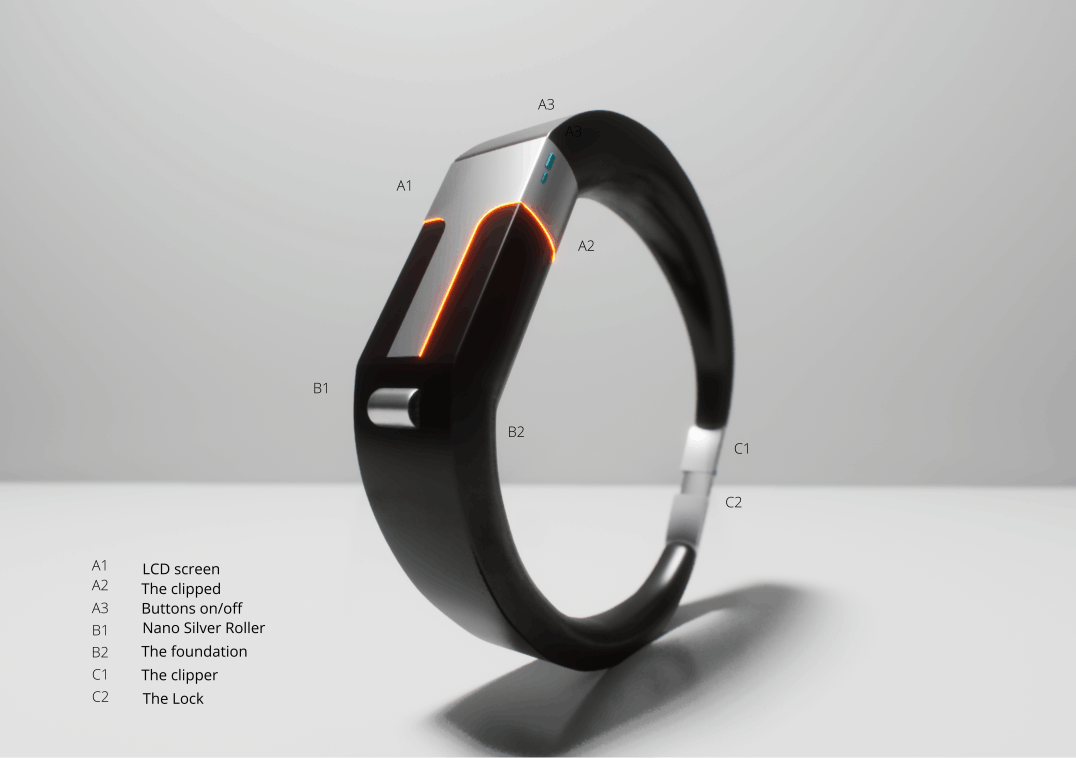 A3
A3
A1
A2
B1
B2
C1
C2
A1 LCD screen
A2 The clipped
A3 Buttons on/off
B1 Nano Silver Roller
B2 The foundation
C1 The clipper
C2 The Lock